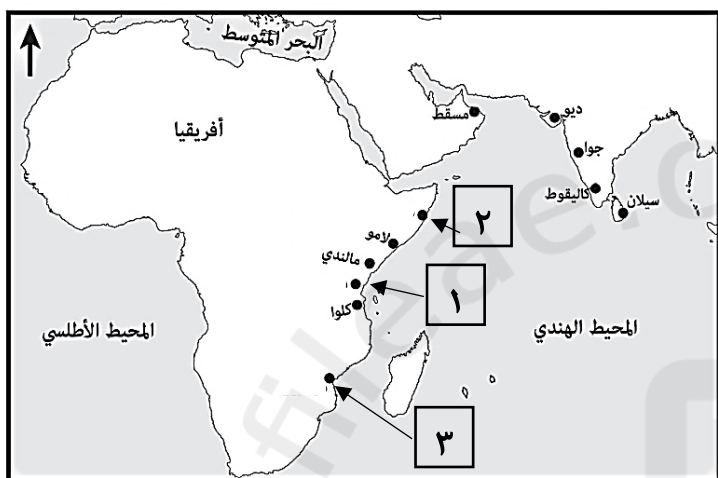 البحر المتوسط
أفريقيا
مسقط
ديو
جوا
كاليقوط
سيلان
٢
لامو
مالندي
١
كلوا
المحيط الأطلسي
المحيط الهندي
٣